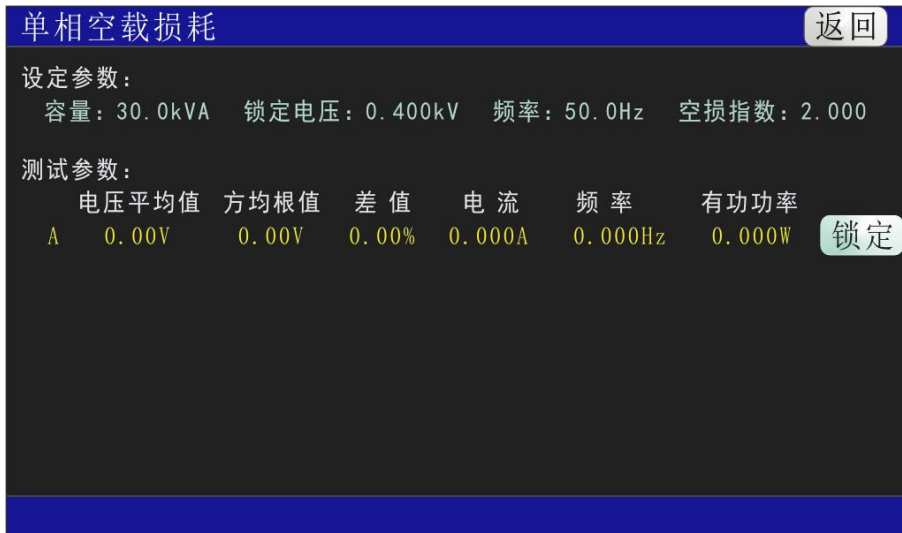 单相空载损耗 返回
设定参数:
容量: 30.0kVA 锁定电压: 0.400kV 频率: 50.0Hz 空损指数: 2.000
测试参数:
电压平均值 方均根值 差 值 电 流 频 率 有功功率
A 0.00V 0.00V 0.00% 0.000A 0.000Hz 0.000W 锁定